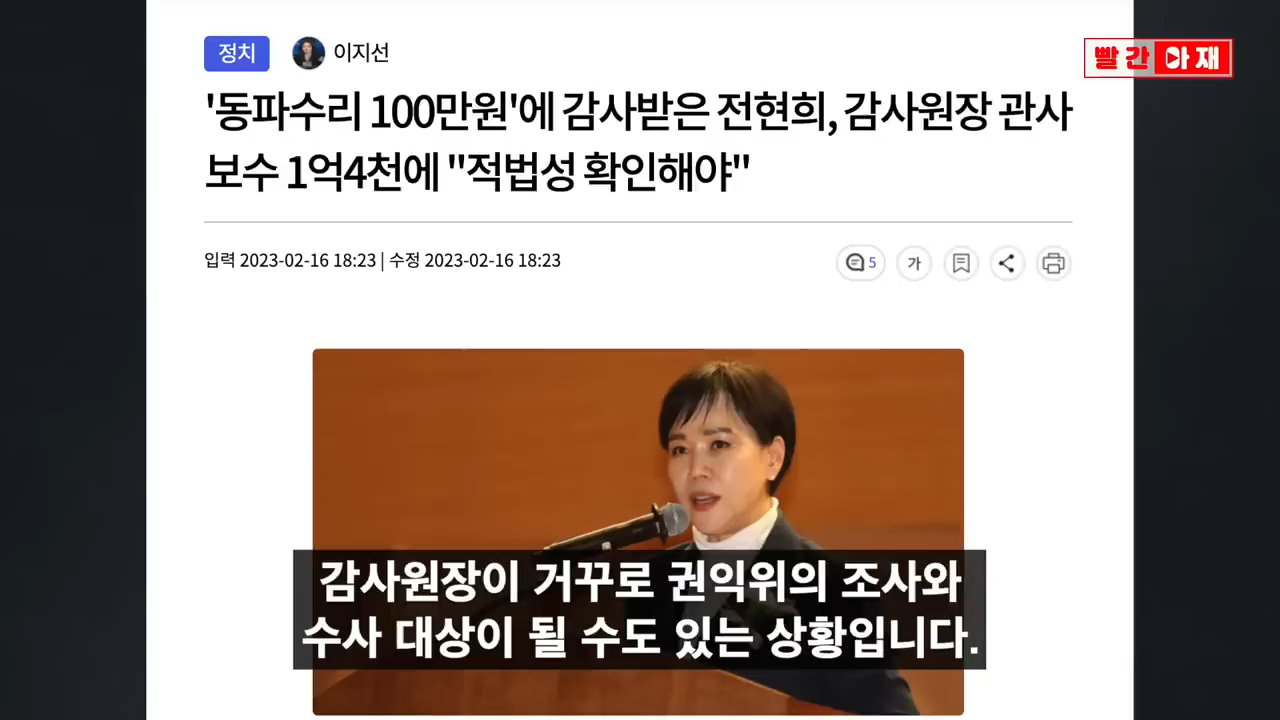 정치 이지선
빨간아재
'동파수리 100만원'에 감사받은 전현희, 감사원장 관사
보수 1억4천에 "적법성 확인해야"
입력 2023-02-16 18:23 | 수정 2023-02-16 18:23
5 가
감사원장이 거꾸로 권익위의 조사와
수사 대상이 될 수도 있는 상황입니다.